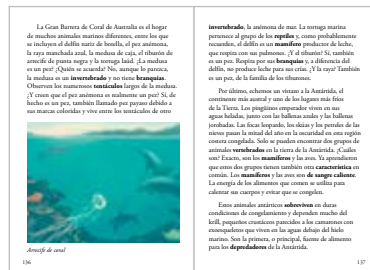 La Gran Barrera de Coral de Australia es el hogar
de muchos animales marinos diferentes, entre los que
se incluyen el delfín nariz de botella, el pez anémona,
la raya manchada azul, la medusa de caja, el tiburón de
arrecife de punta negra y la tortuga laúd. ¿La medusa
es un pez? ¿Quién se acuerda? No, aunque lo parezca,
la medusa es un invertebrado y no tiene branquias.
Observen los numerosos tentáculos largos de la medusa.
¿Y creen que el pez anémona es realmente un pez? Sí, de
hecho es un pez, también llamado pez payaso debido a
sus marcas coloridas y vive entre los tentáculos de otro
Arrecife de coral
136
invertebrado, la anémona de mar. La tortuga marina
pertenece al grupo de los reptiles y, como probablemente
recuerden, el delfín es un mamífero productor de leche,
que respira con sus pulmones. ¿Y el tiburón? Sí, también
es un pez. Respira por sus branquias y, a diferencia del
delfín, no produce leche para sus crías. ¿Y la raya? También
es un pez, de la familia de los tiburones.
Por último, echemos un vistazo a la Antártida, el
continente más austral y uno de los lugares más fríos
de la Tierra. Los pingüinos emperador viven en sus
aguas heladas, junto con las ballenas azules y las ballenas
jorobadas. Las focas leopardo, los skúas y los petreles de las
nieves pasan la mitad del año en la oscuridad en esta región
costera congelada. Solo se pueden encontrar dos grupos de
animales vertebrados en la tierra de la Antártida. ¿Cuáles
son? Exacto, son los mamíferos y las aves. Ya aprendieron
que estos dos grupos tienen también otra característica en
común. Los mamíferos y las aves son de sangre caliente.
La energía de los alimentos que comen se utiliza para
calentar sus cuerpos y evitar que se congelen.
Estos animales antárticos sobreviven en duras
condiciones de congelamiento y dependen mucho del
krill, pequeños crustáceos parecidos a los camarones con
exoesqueletos que viven en las aguas debajo del hielo
marino. Son la primera, o principal, fuente de alimento
para los depredadores de la Antártida.
137